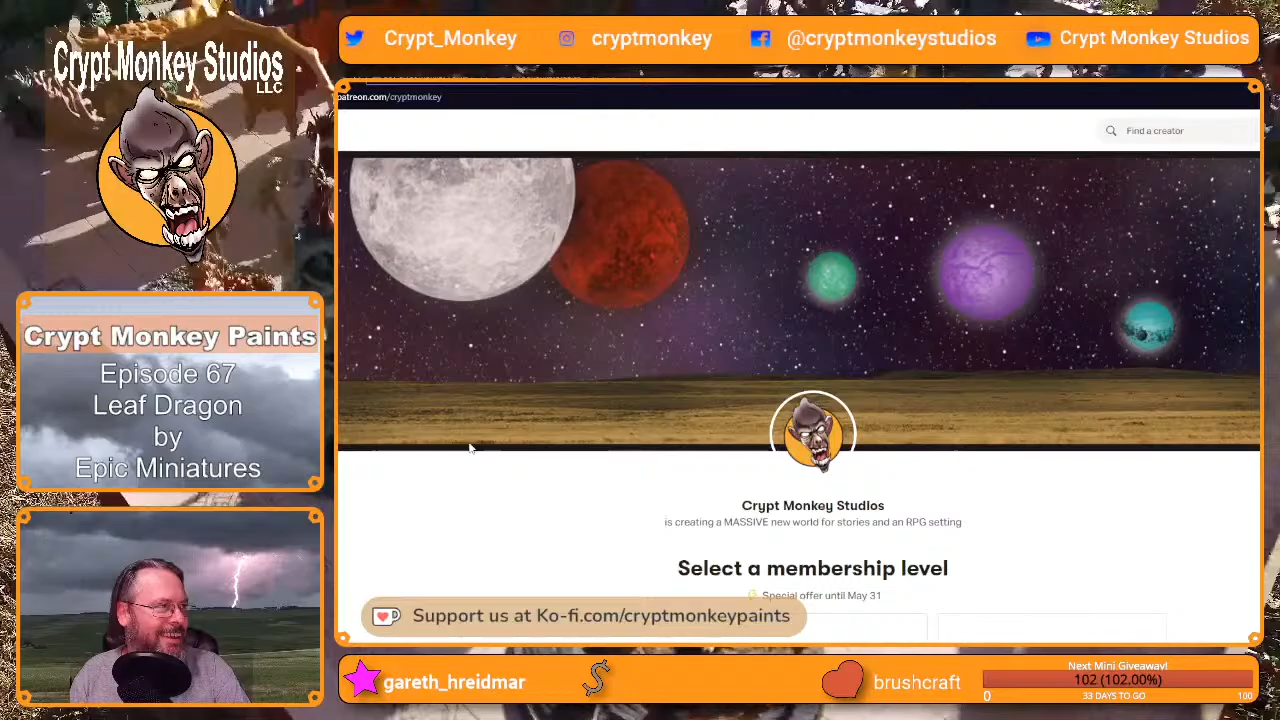 Crypt Monkey Studios
LLC
Crypt_Monkey
cryptmonkey
@cryptmonkeystudios
Crypt Monkey Studios
patreon.com/cryptmonkey
Find a creator
Crypt Monkey Paints
Episode 67
Leaf Dragon
by
Epic Miniatures
Crypt Monkey Studios
is creating a MASSIVE new world for stories and an RPG setting
Select a membership level
Special offer until May 31
Support us at Ko-fi.com/cryptmonkeypaints
gareth_hreidmar
$
brushcraft
Next Mini Giveaway!
102 (102.00%)
0
33 DAYS TO GO
100